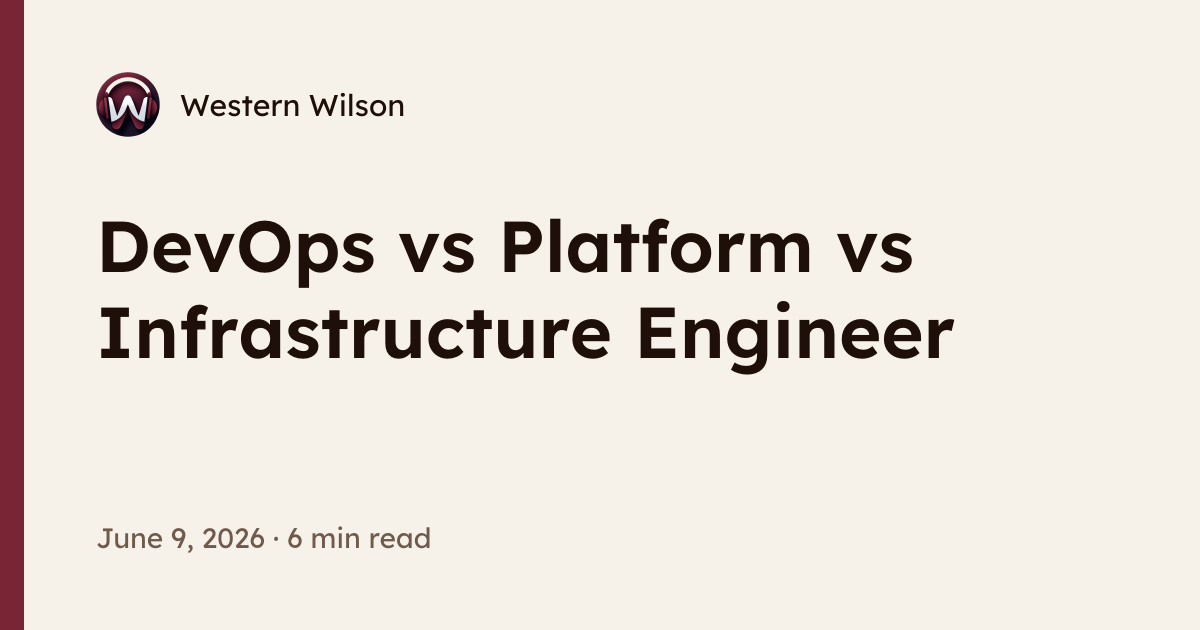 W
Western Wilson
DevOps vs Platform vs
Infrastructure Engineer
June 9, 2026 · 6 min read